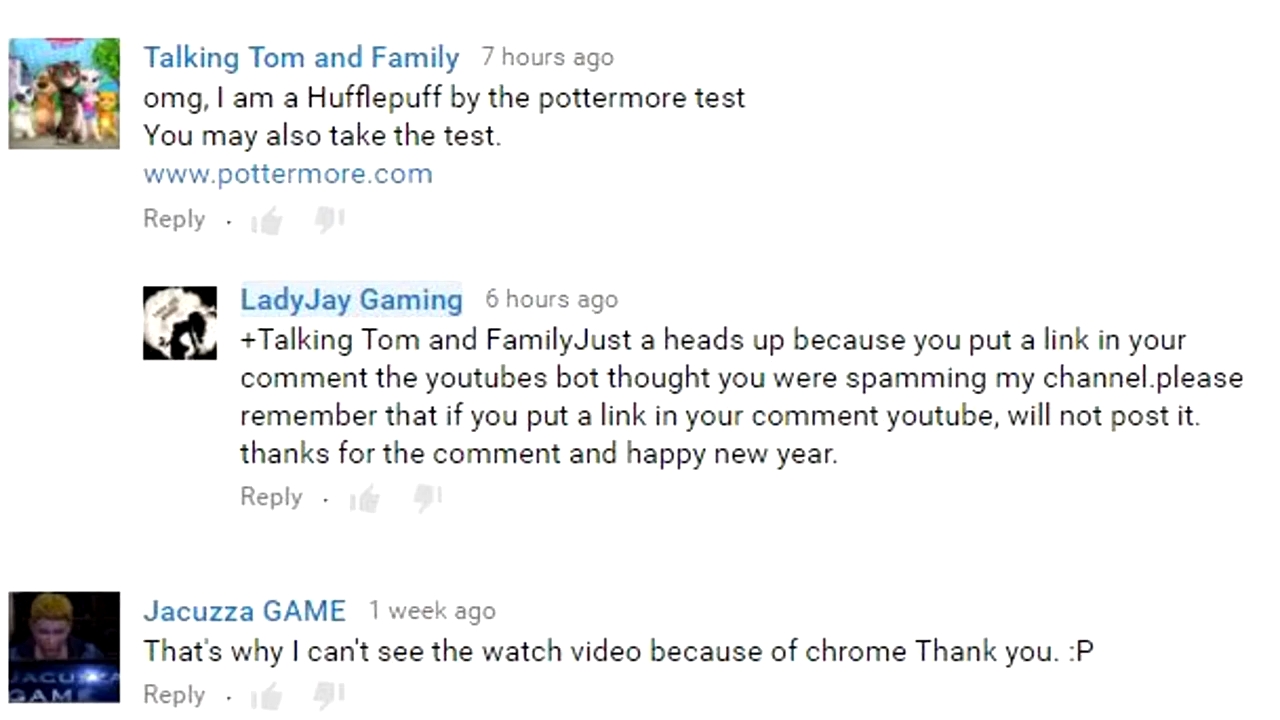 Talking Tom and Family 7 hours ago
omg, I am a Hufflepuff by the pottermore test
You may also take the test.
www.pottermore.com
Reply ·
LadyJay Gaming 6 hours ago
+Talking Tom and FamilyJust a heads up because you put a link in your
comment the youtubes bot thought you were spamming my channel.please
remember that if you put a link in your comment youtube, will not post it.
thanks for the comment and happy new year.
Reply ·
Jacuzza GAME 1 week ago
That's why I can't see the watch video because of chrome Thank you. :P
JACUZZA
GAME
Reply ·